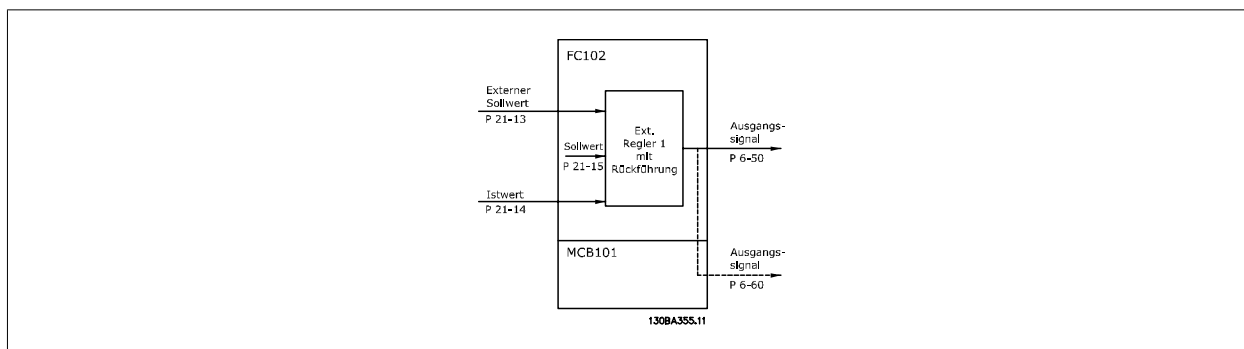 FC102
Externer
Sollwert
P 21-13
Sollwert
P 21-15
Istwert
P 21-14
Ext.
Regler 1
mit
Rückführung
Ausgangs-
signal
P 6-50
MCB101
Ausgangs-
signal
P 6-60
130BA355.11